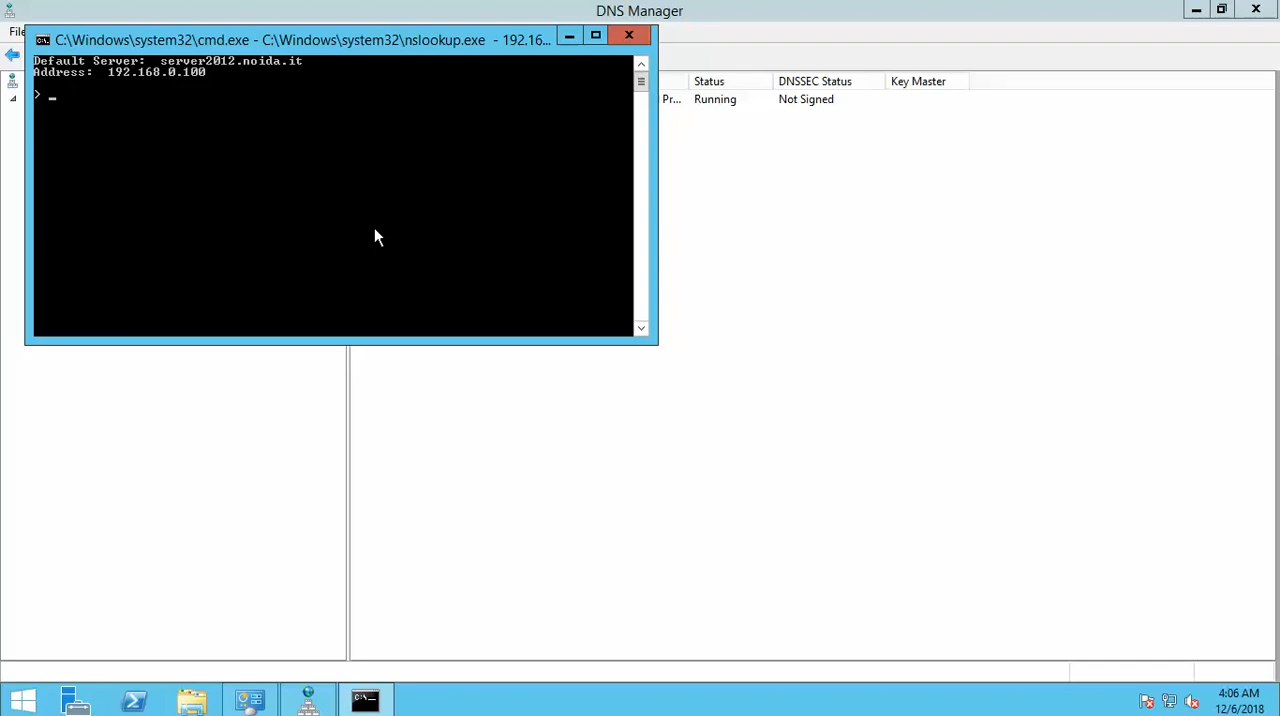 DNS Manager
File
C:\Windows\system32\cmd.exe - C:\Windows\system32\nslookup.exe - 192.16...
Default Server: server2012.noida.it
Address: 192.168.0.100
>
Status DNSSEC Status Key Master
Pr... Running Not Signed
4:06 AM
12/6/2018